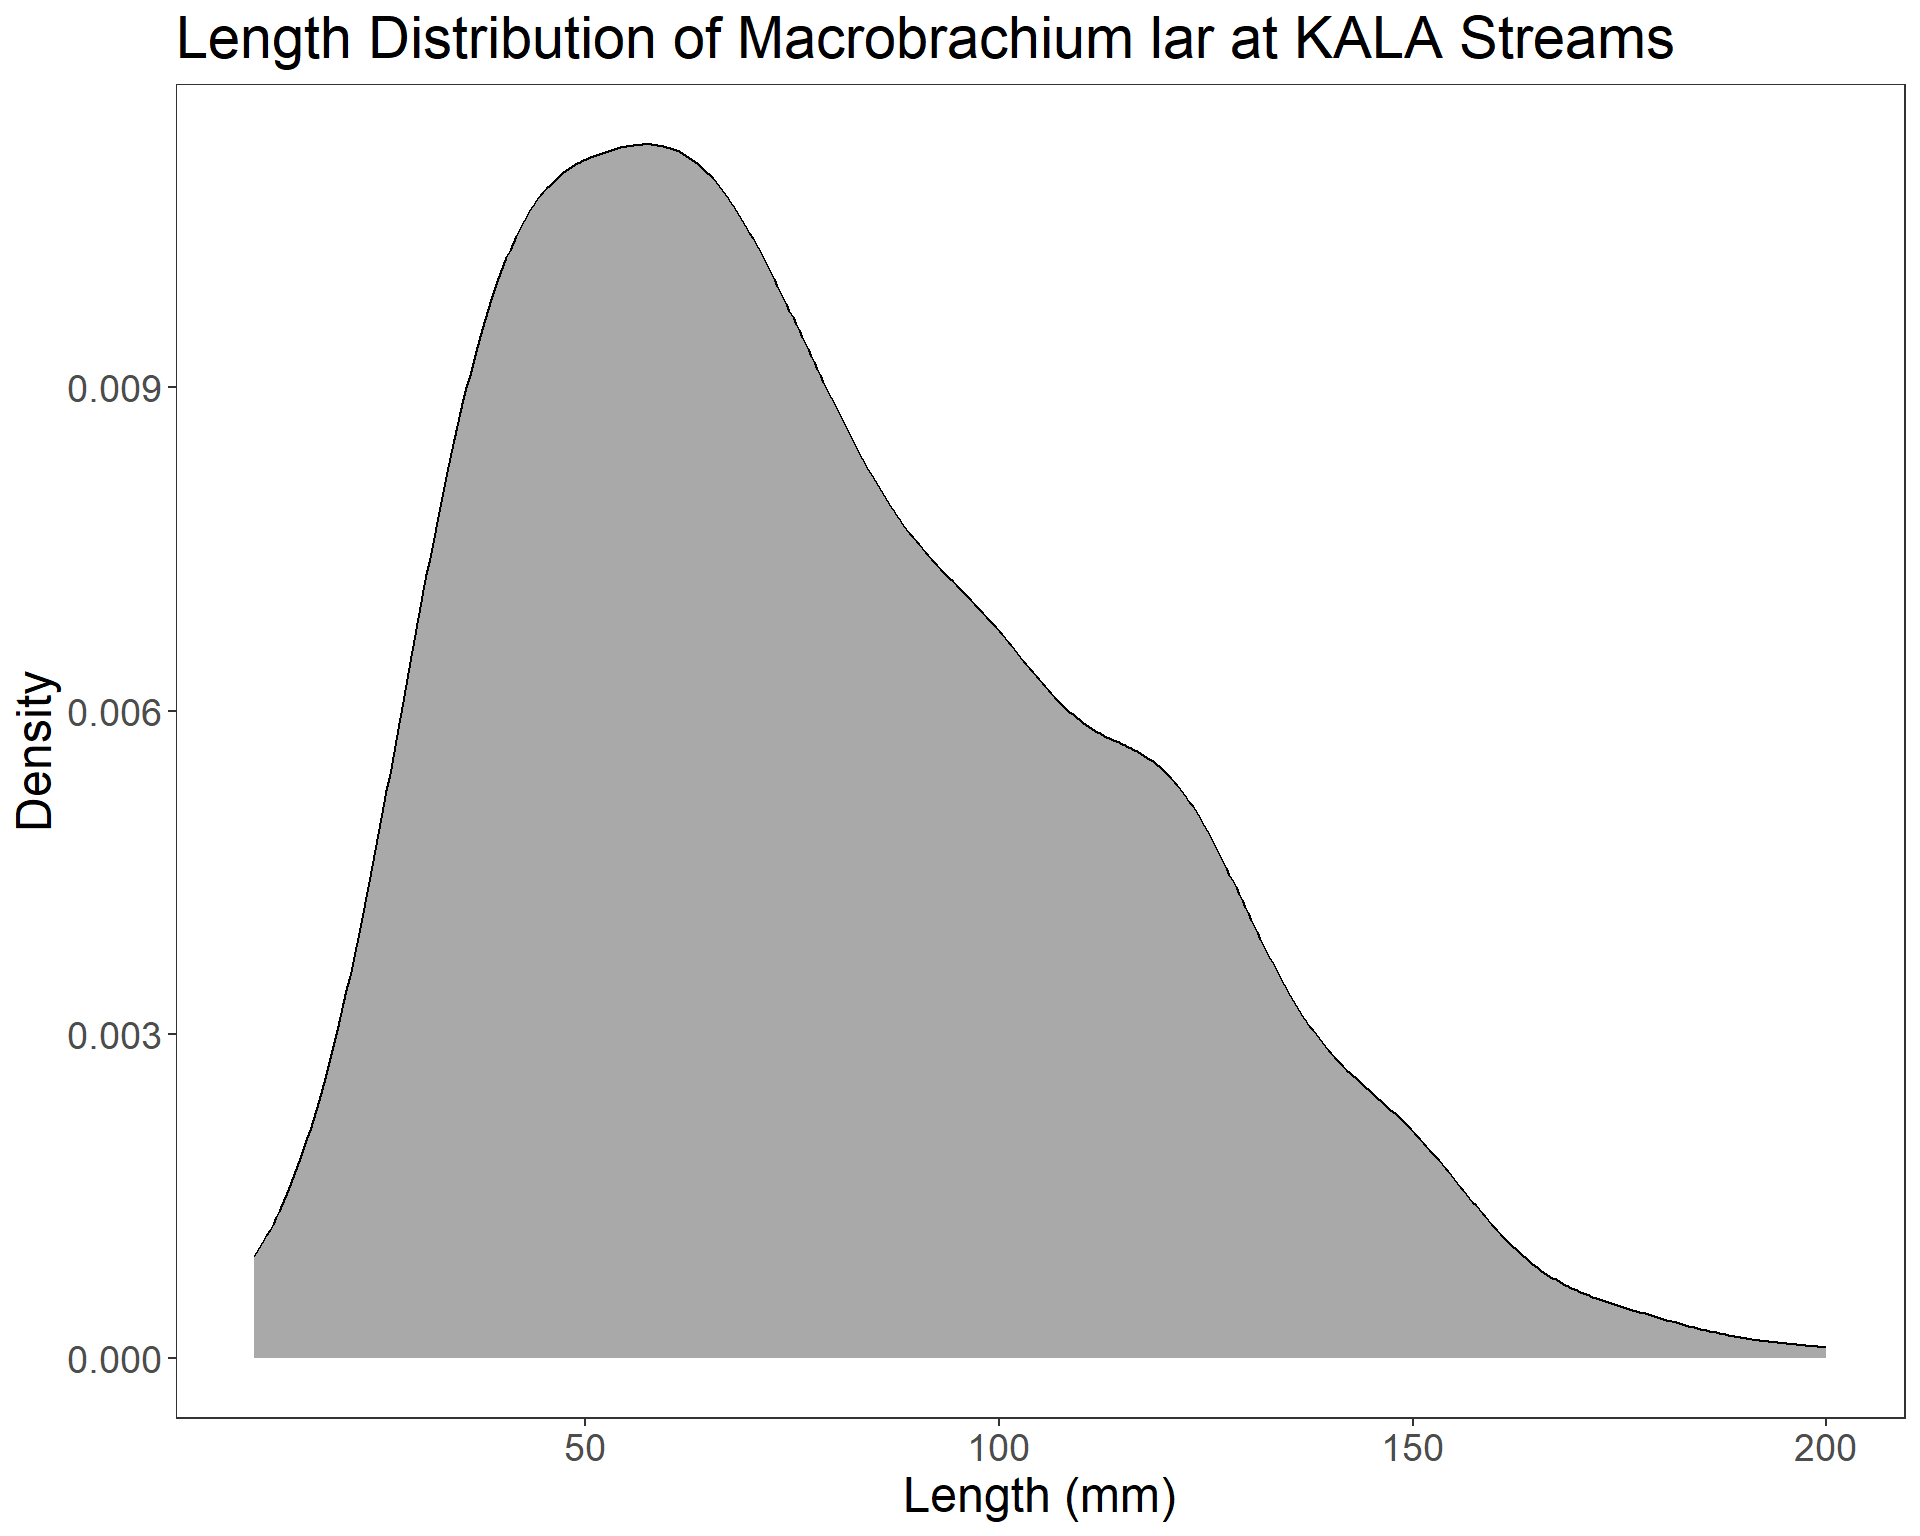 Length Distribution of Macrobrachium lar at KALA Streams
Density
0.009
0.006
0.003
0.000
50 100 150 200
Length (mm)